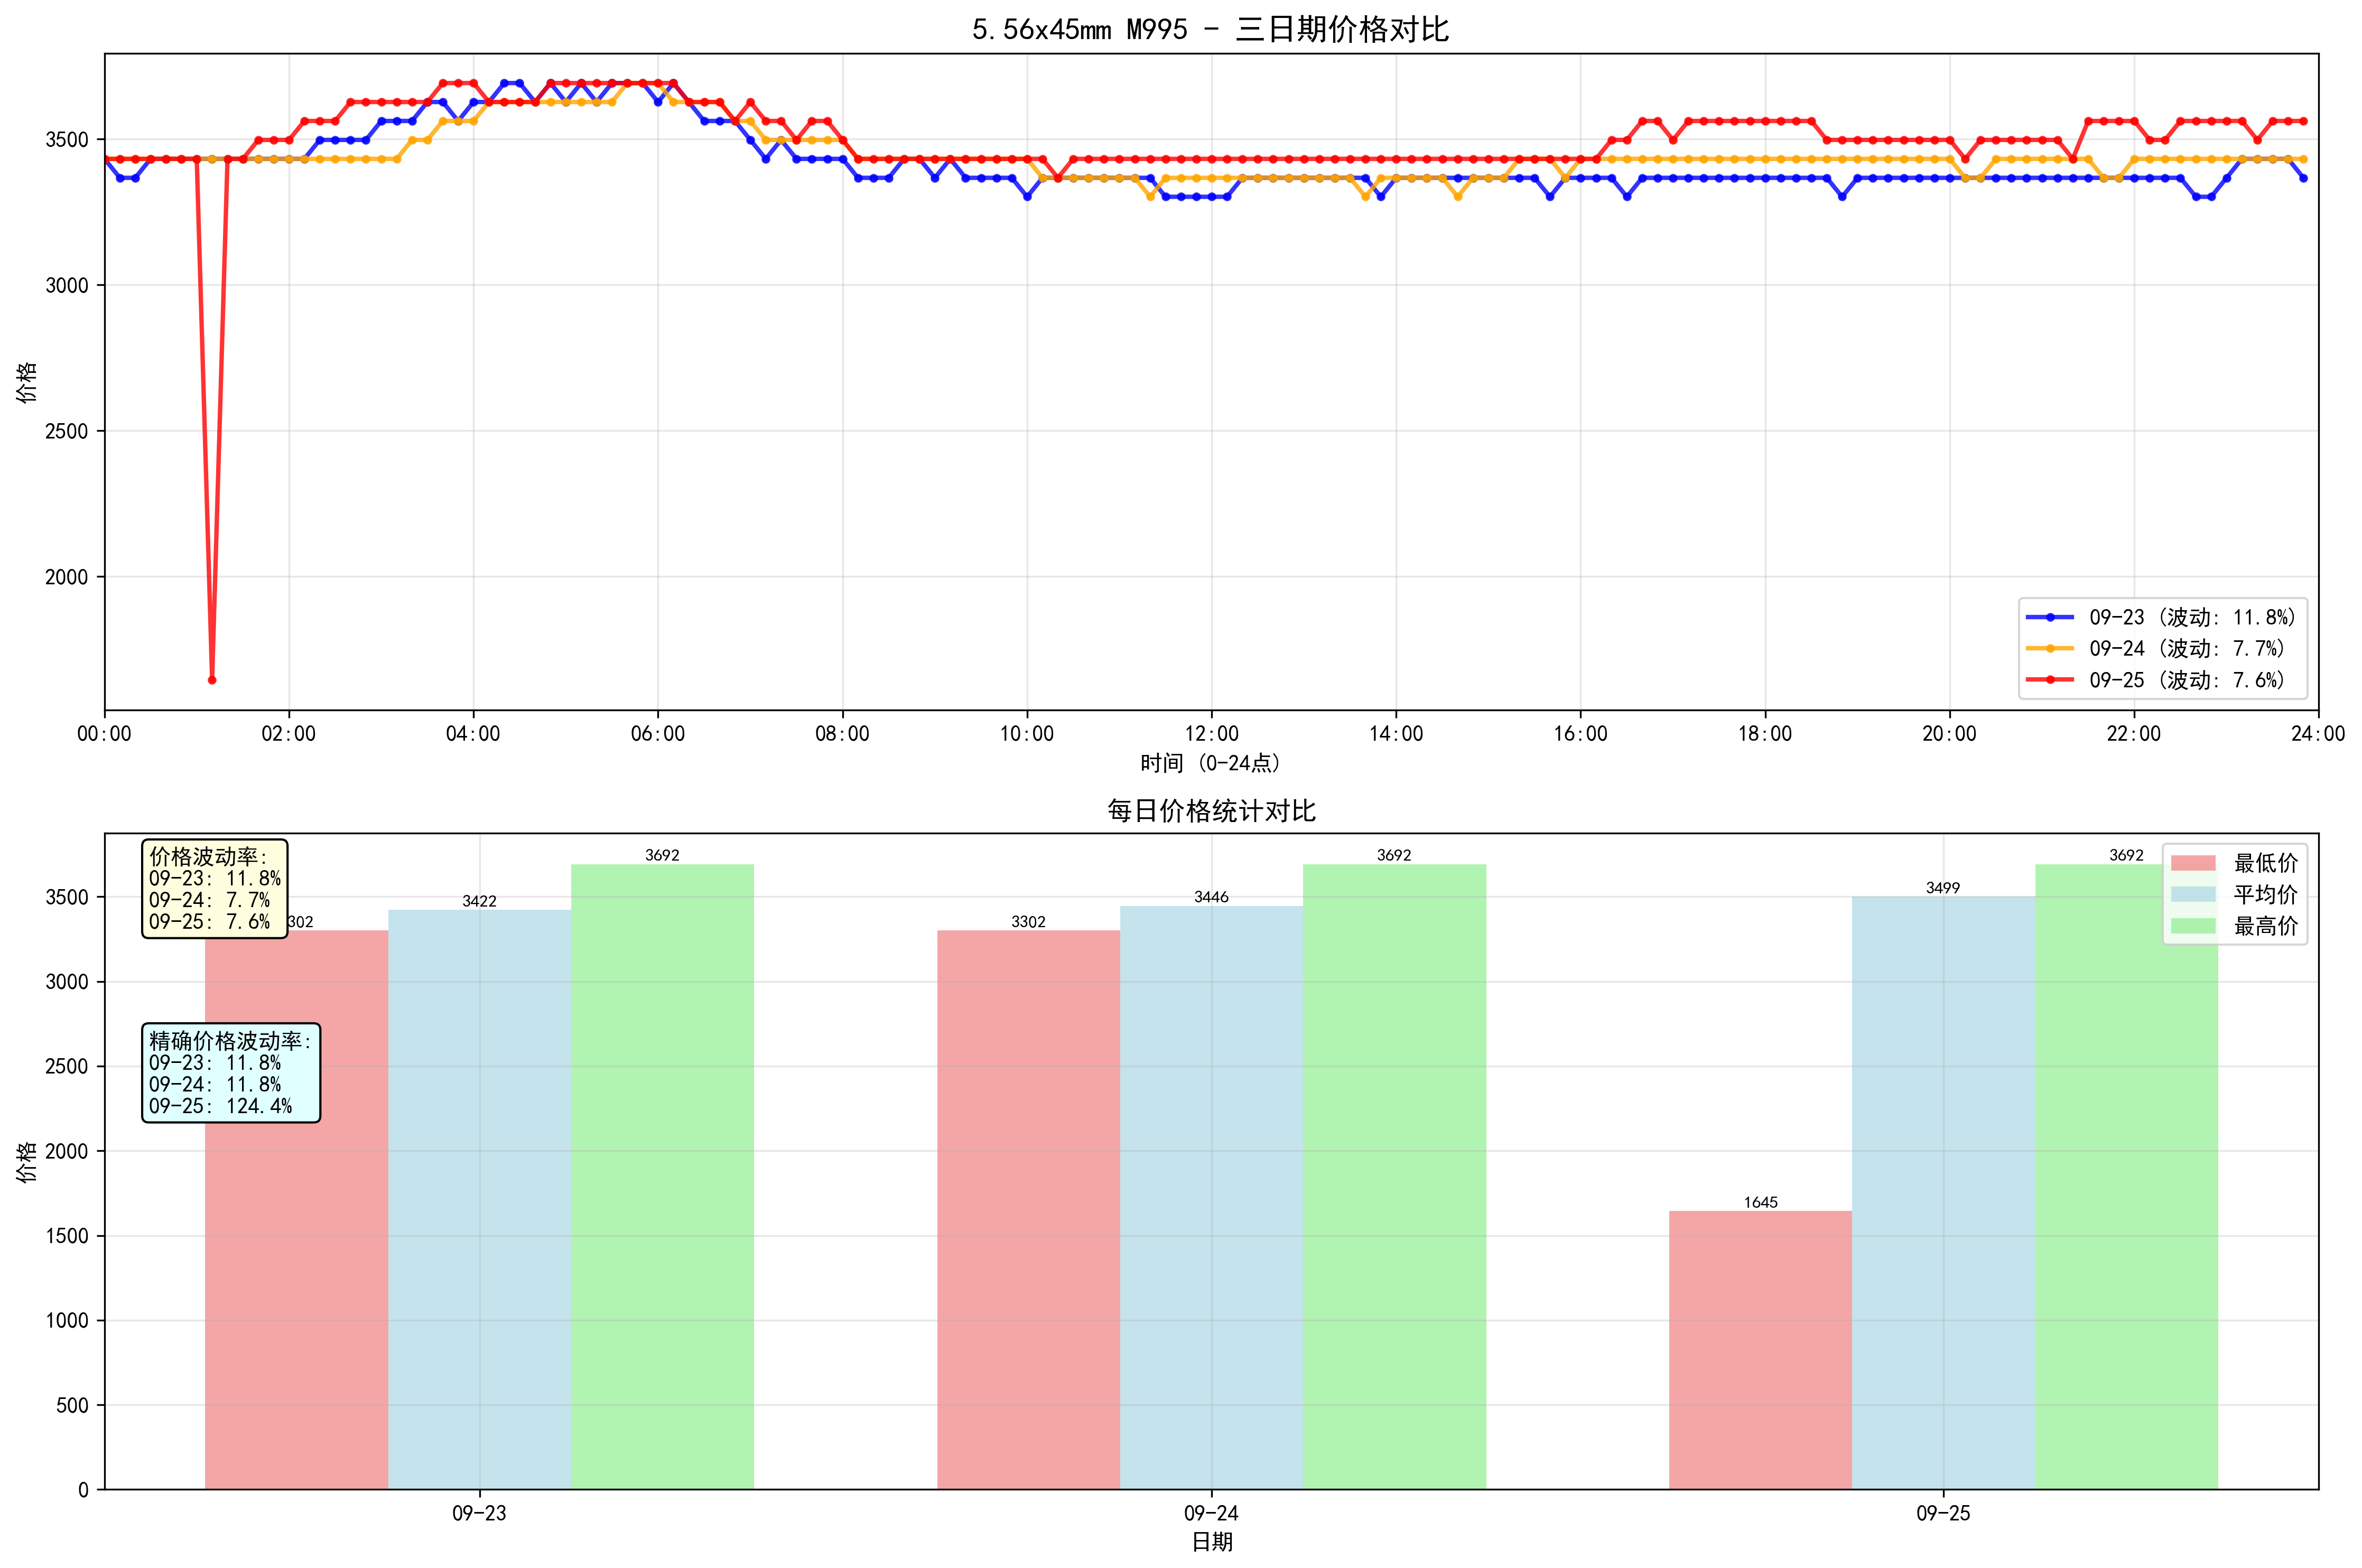 5.56x45mm M995 - 三日期价格对比
价格
3500
3000
2500
2000
09-23 (波动: 11.8%)
09-24 (波动: 7.7%)
09-25 (波动: 7.6%)
00:00 02:00 04:00 06:00 08:00 10:00 12:00 14:00 16:00 18:00 20:00 22:00 24:00
时间 (0-24点)
每日价格统计对比
价格
3500
3000
2500
2000
1500
1000
500
0
价格波动率:
09-23: 11.8%
09-24: 7.7%
09-25: 7.6%
精确价格波动率:
09-23: 11.8%
09-24: 11.8%
09-25: 124.4%
302
3422
3692
3302
3446
3692
1645
3499
3692
最低价
平均价
最高价
09-23 09-24 09-25
日期